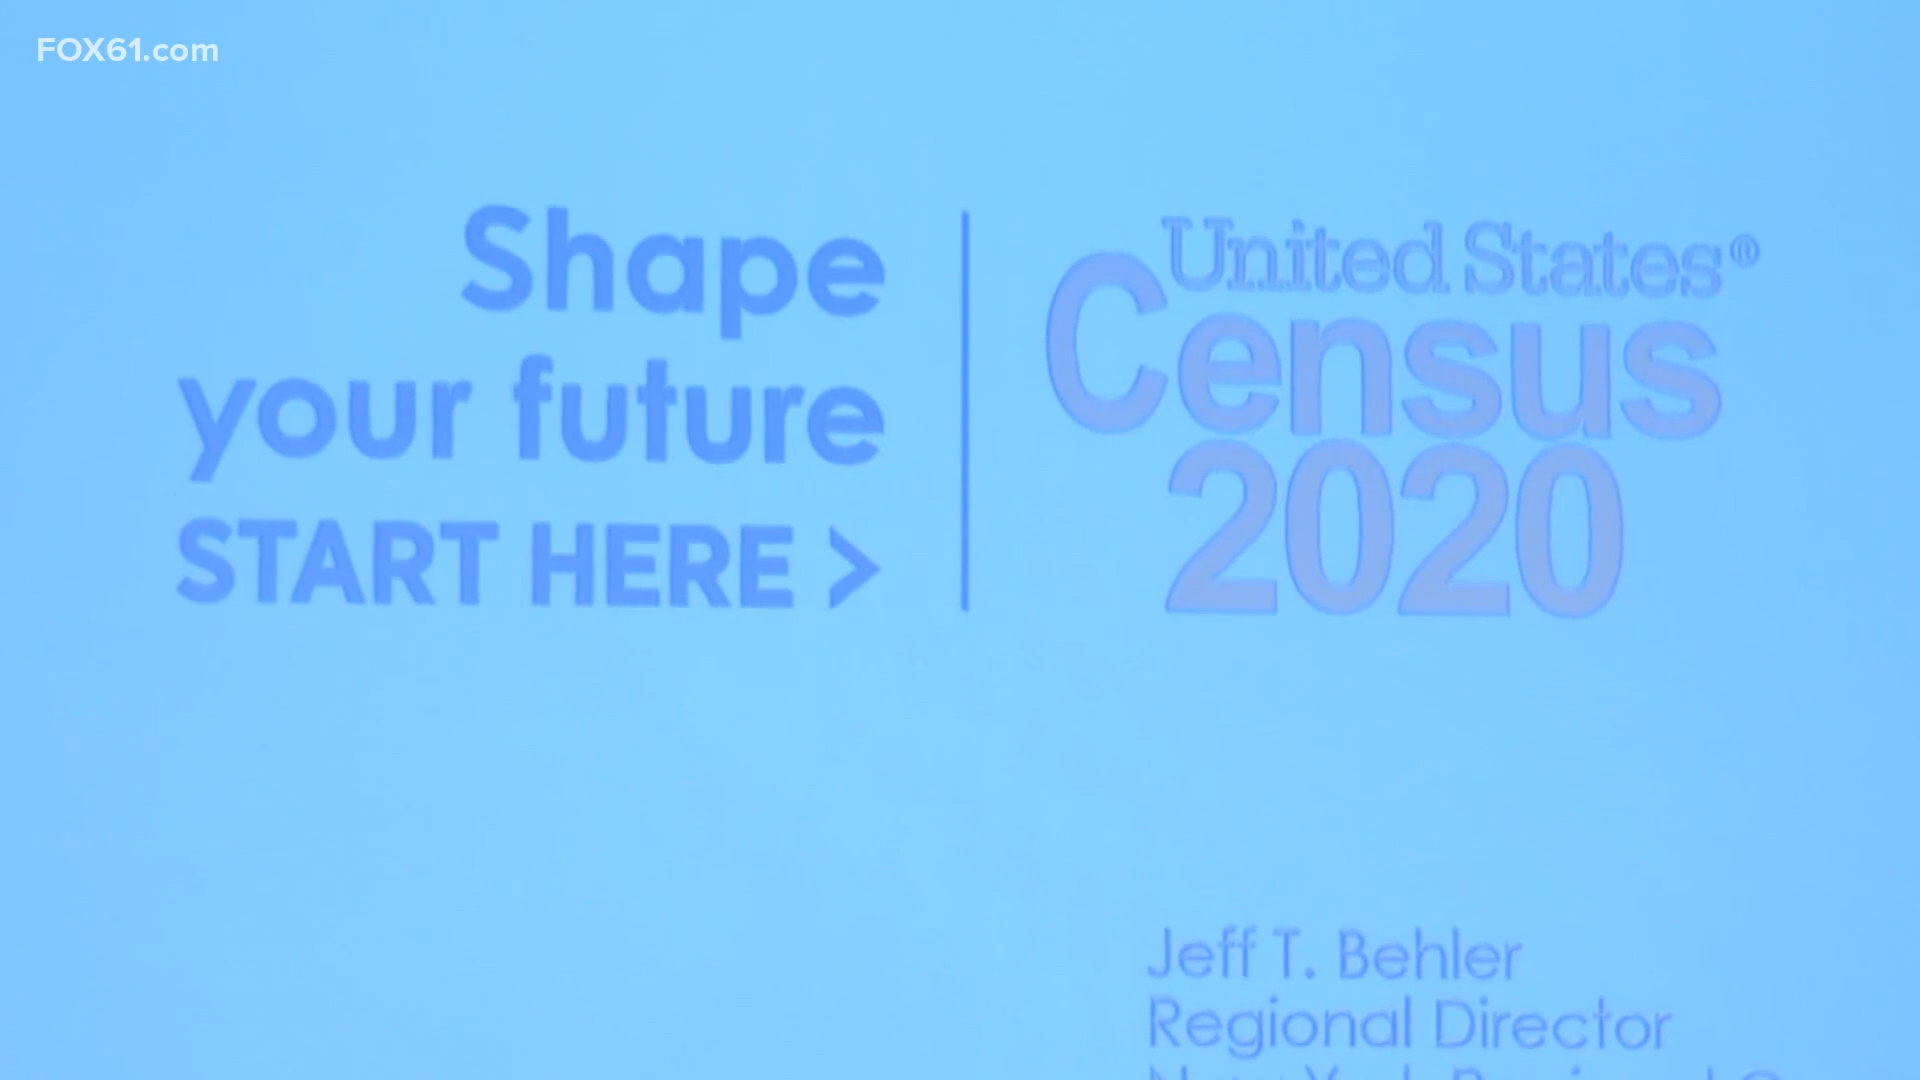 FOX61.com
Shape
your future
START HERE >
United States®
Census
2020
Jeff T. Behler
Regional Director